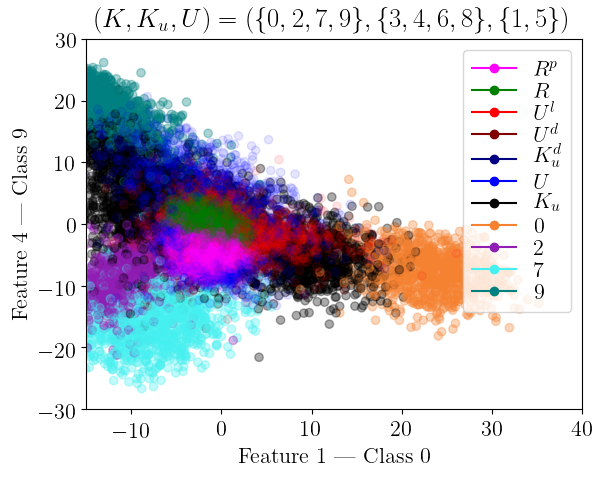 (K, K_u, U) = ({0, 2, 7, 9}, {3, 4, 6, 8}, {1, 5})
30
20
10
0
−10
−20
−30
Feature 4 — Class 9
R^p
R
U^l
U^d
K_u^d
U
K_u
0
2
7
9
−10 0 10 20 30 40
Feature 1 — Class 0